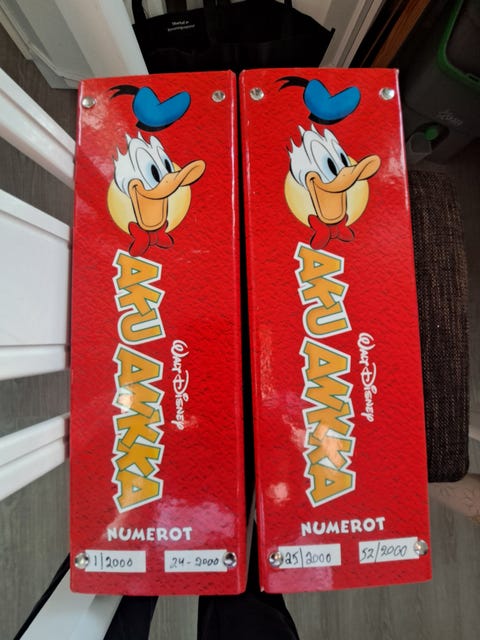 AKU ANKKA
WALT DISNEY
NUMEROT
1/2000 24-2000
AKU ANKKA
WALT DISNEY
NUMEROT
25/2000 52/2000